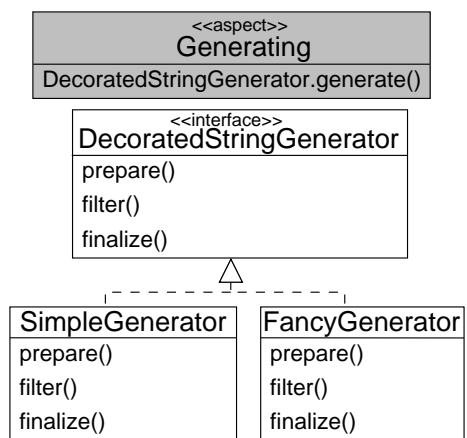 <<aspect>>
Generating
DecoratedStringGenerator.generate()
<<interface>>
DecoratedStringGenerator
prepare()
filter()
finalize()
SimpleGenerator
prepare()
filter()
finalize()
FancyGenerator
prepare()
filter()
finalize()